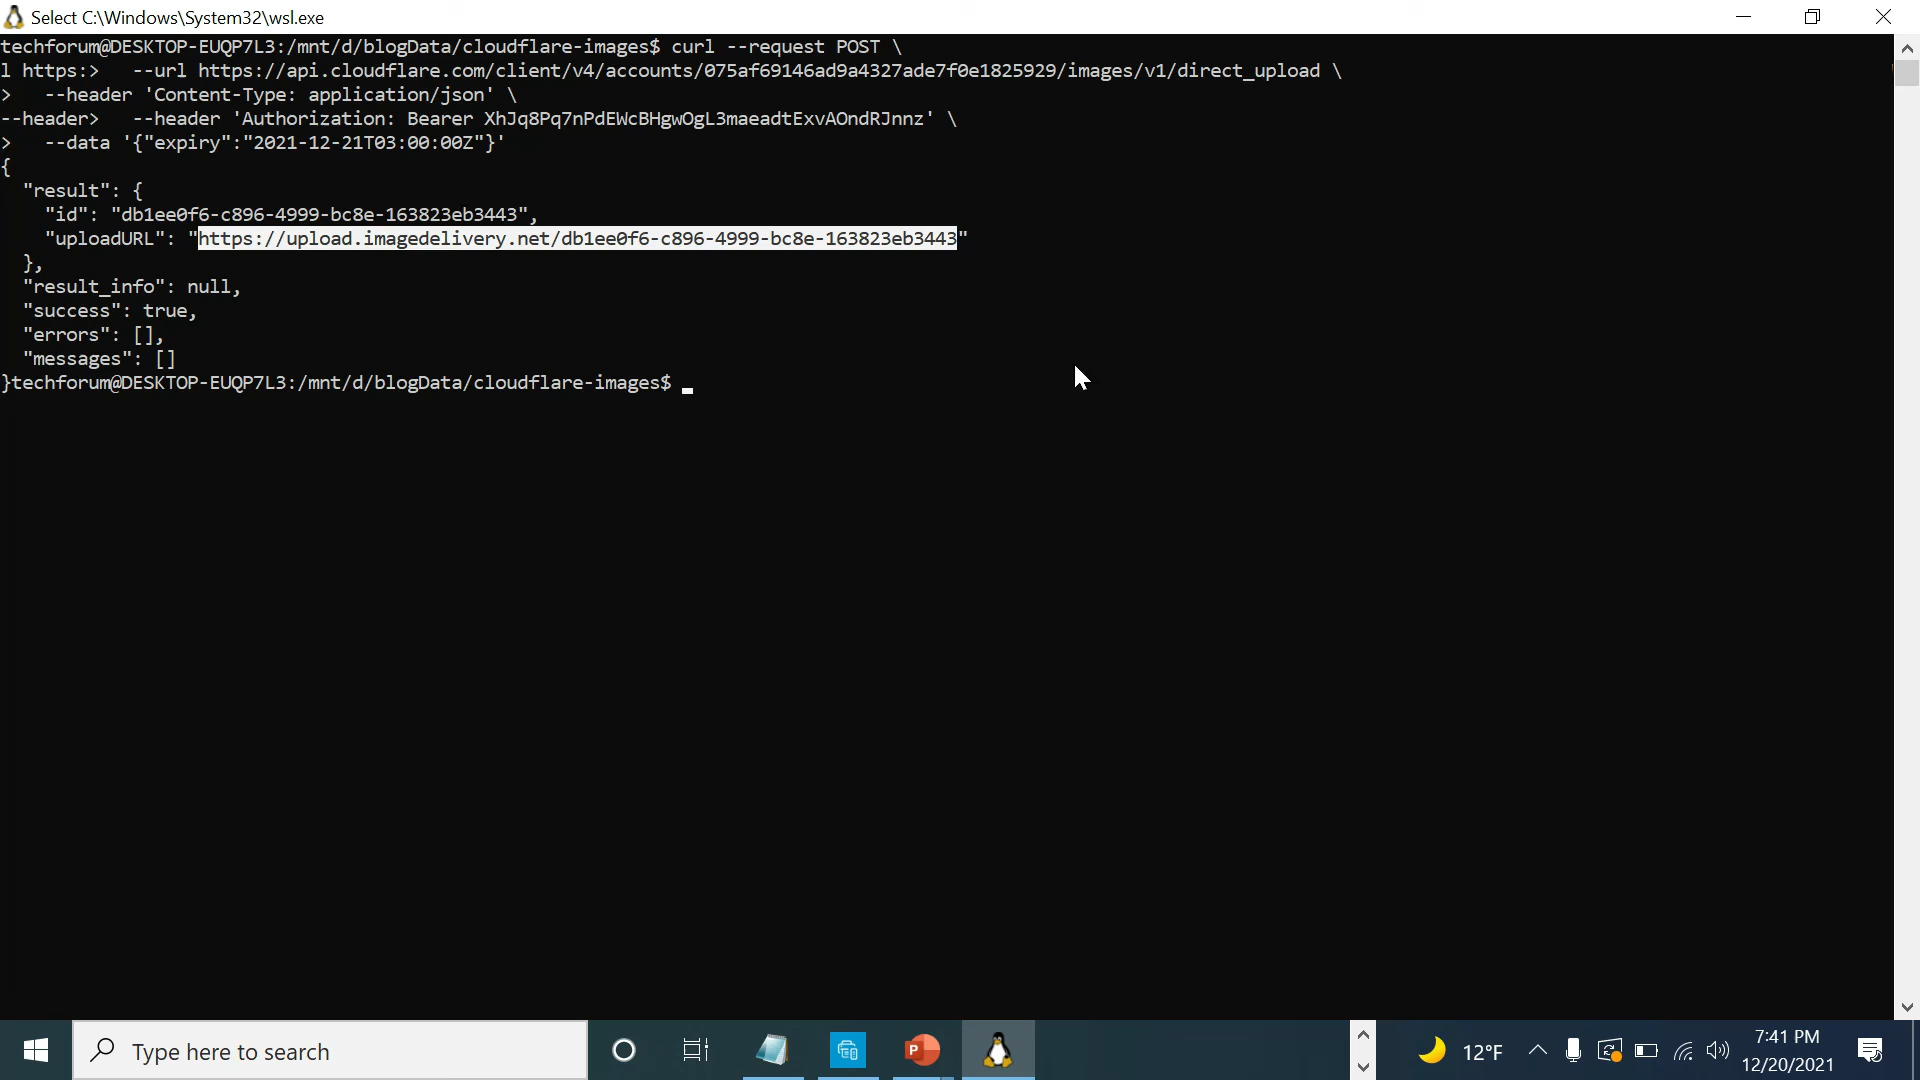 Select C:\Windows\System32\wsl.exe
techforum@DESKTOP-EUQP7L3:/mnt/d/blogData/cloudflare-images$ curl --request POST \
l https:>   --url https://api.cloudflare.com/client/v4/accounts/075af69146ad9a4327ade7f0e1825929/images/v1/direct_upload \
>   --header 'Content-Type: application/json' \
--header>   --header 'Authorization: Bearer XhJq8Pq7nPdEWcBHgwOgL3maeadtExvAOndRJnnz' \
>   --data '{"expiry":"2021-12-21T03:00:00Z"}'
{
  "result": {
    "id": "db1ee0f6-c896-4999-bc8e-163823eb3443",
    "uploadURL": "https://upload.imagedelivery.net/db1ee0f6-c896-4999-bc8e-163823eb3443"
  },
  "result_info": null,
  "success": true,
  "errors": [],
  "messages": []
}techforum@DESKTOP-EUQP7L3:/mnt/d/blogData/cloudflare-images$
Type here to search
P
12°F
7:41 PM
12/20/2021